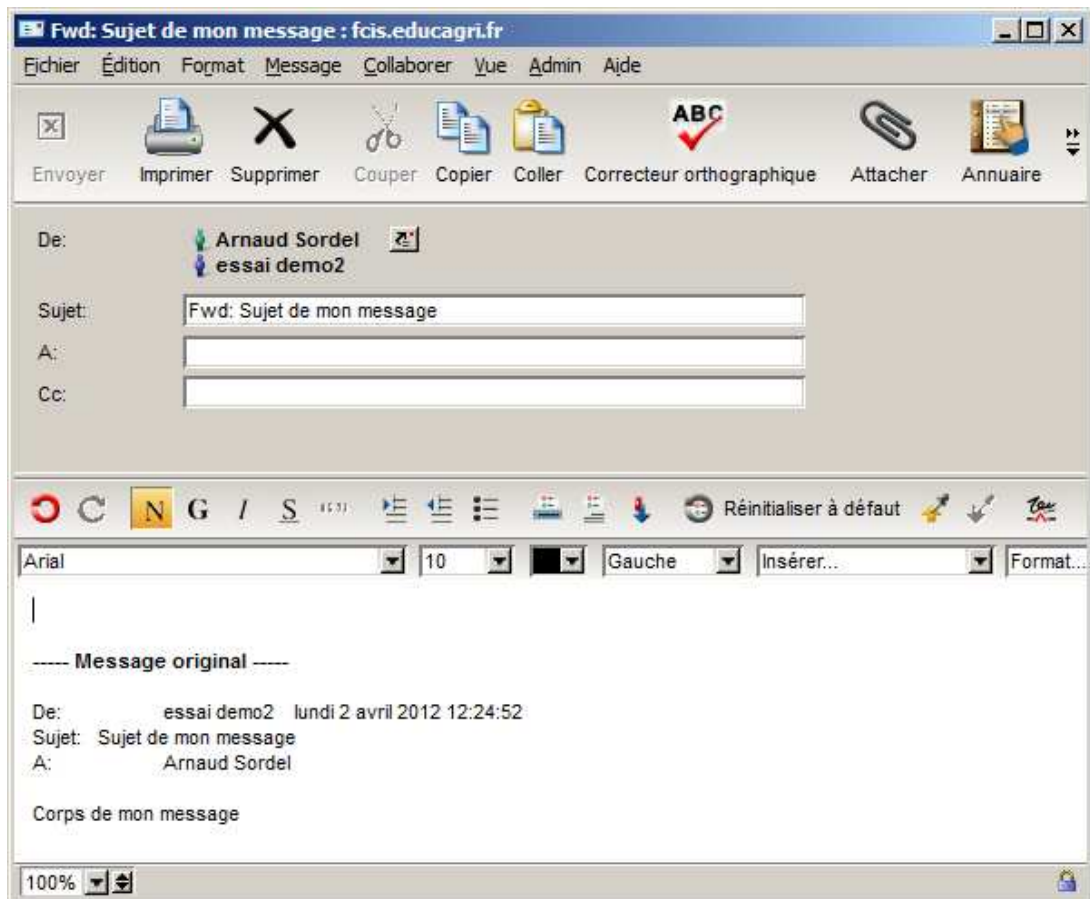 Fwd: Sujet de mon message : fcis.educagri.fr
Fichier Édition Format Message Collaborer Vue Admin Aide
ABC
Envoyer Imprimer Supprimer Couper Copier Coller Correcteur orthographique Attacher Annuaire
De: Arnaud Sordel
essai demo2
Sujet: Fwd: Sujet de mon message
A:
Cc:
N G I S Réinitialiser à défaut
Arial 10 Gauche Insérer... Format...
----- Message original -----
De: essai demo2 lundi 2 avril 2012 12:24:52
Sujet: Sujet de mon message
A: Arnaud Sordel
Corps de mon message
100%